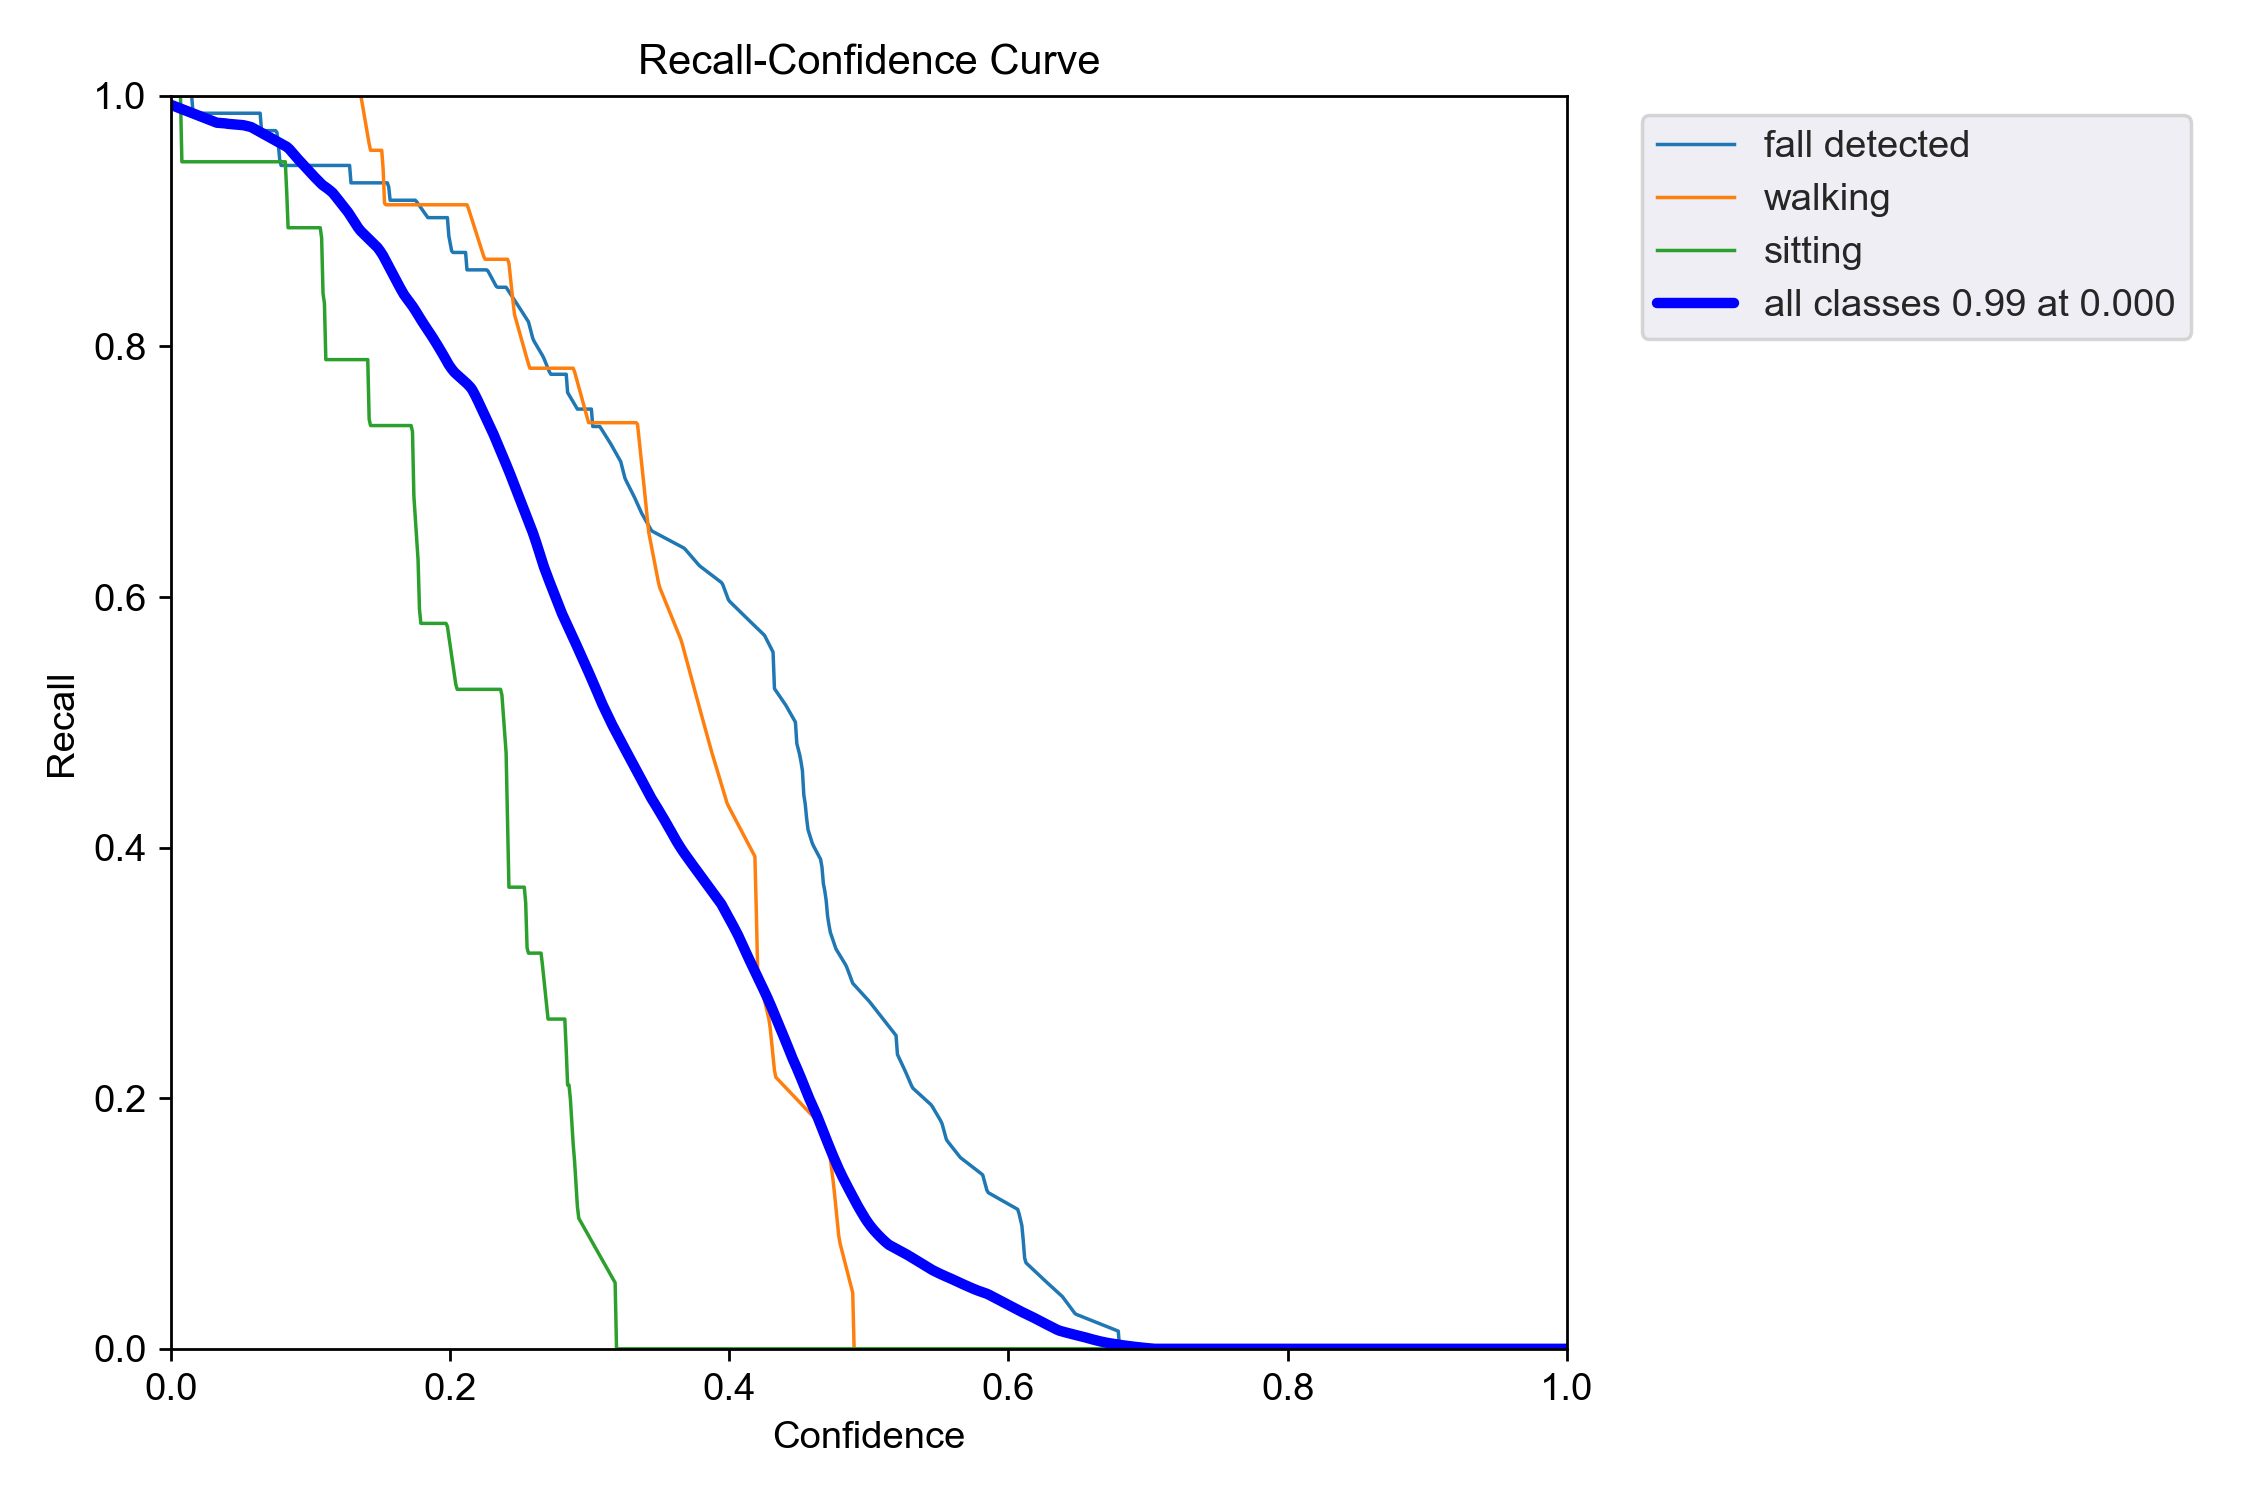 Recall-Confidence Curve
1.0
0.8
0.6
0.4
0.2
0.0
Recall
0.0 0.2 0.4 0.6 0.8 1.0
Confidence
fall detected
walking
sitting
all classes 0.99 at 0.000